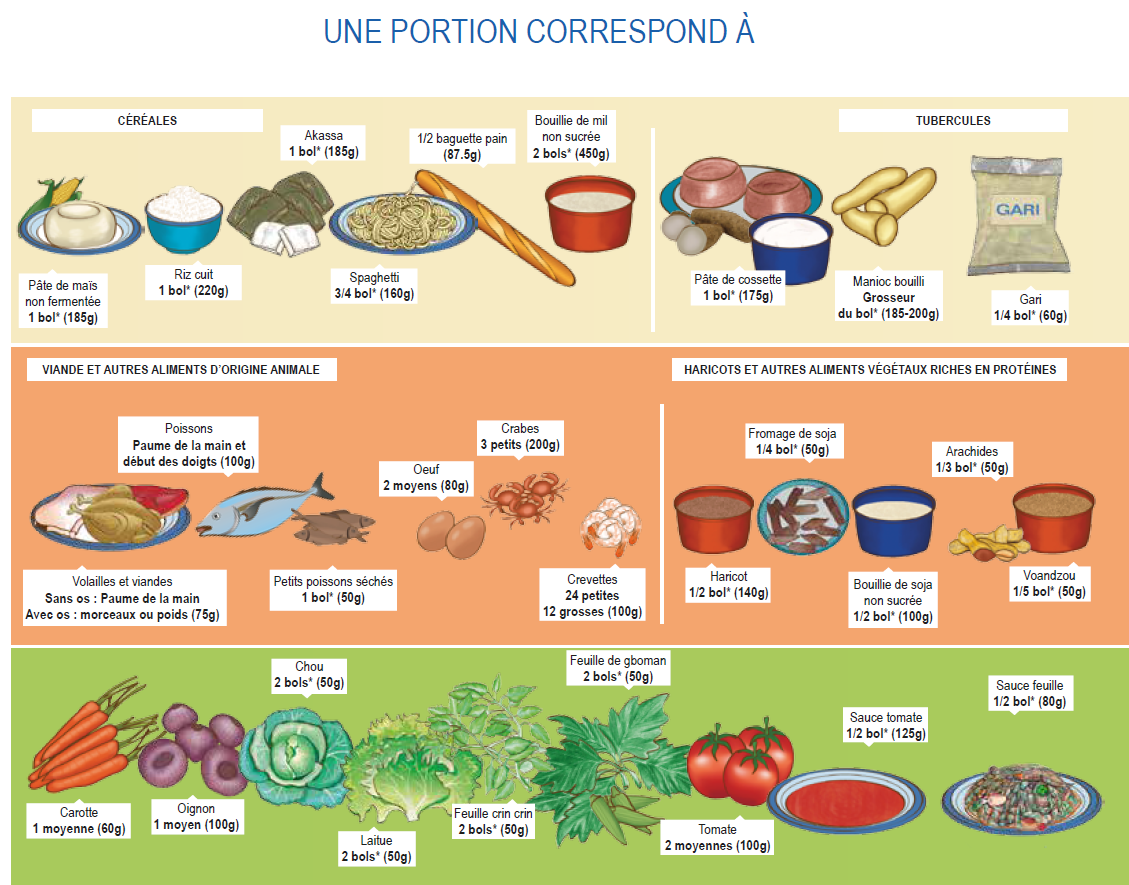 UNE PORTION CORRESPOND À
CÉRÉALES
Akassa
1 bol* (185g)
1/2 baguette pain
(87.5g)
Bouillie de mil
non sucrée
2 bols* (450g)
Pâte de maïs
non fermentée
1 bol* (185g)
Riz cuit
1 bol* (220g)
Spaghetti
3/4 bol* (160g)
TUBERCULES
Pâte de cossette
1 bol* (175g)
Manioc bouilli
Grosseur
du bol* (185-200g)
GARI
Gari
1/4 bol* (60g)
VIANDE ET AUTRES ALIMENTS D'ORIGINE ANIMALE
Poissons
Paume de la main et
début des doigts (100g)
Oeuf
2 moyens (80g)
Crabes
3 petits (200g)
Volailles et viandes
Sans os : Paume de la main
Avec os : morceaux ou poids (75g)
Petits poissons séchés
1 bol* (50g)
Crevettes
24 petites
12 grosses (100g)
HARICOTS ET AUTRES ALIMENTS VÉGÉTAUX RICHES EN PROTÉINES
Fromage de soja
1/4 bol* (50g)
Arachides
1/3 bol* (50g)
Haricot
1/2 bol* (140g)
Bouillie de soja
non sucrée
1/2 bol* (100g)
Voandzou
1/5 bol* (50g)
Chou
2 bols* (50g)
Feuille de gboman
2 bols* (50g)
Sauce feuille
1/2 bol* (80g)
Sauce tomate
1/2 bol* (125g)
Carotte
1 moyenne (60g)
Oignon
1 moyen (100g)
Laitue
2 bols* (50g)
Feuille crin crin
2 bols* (50g)
Tomate
2 moyennes (100g)